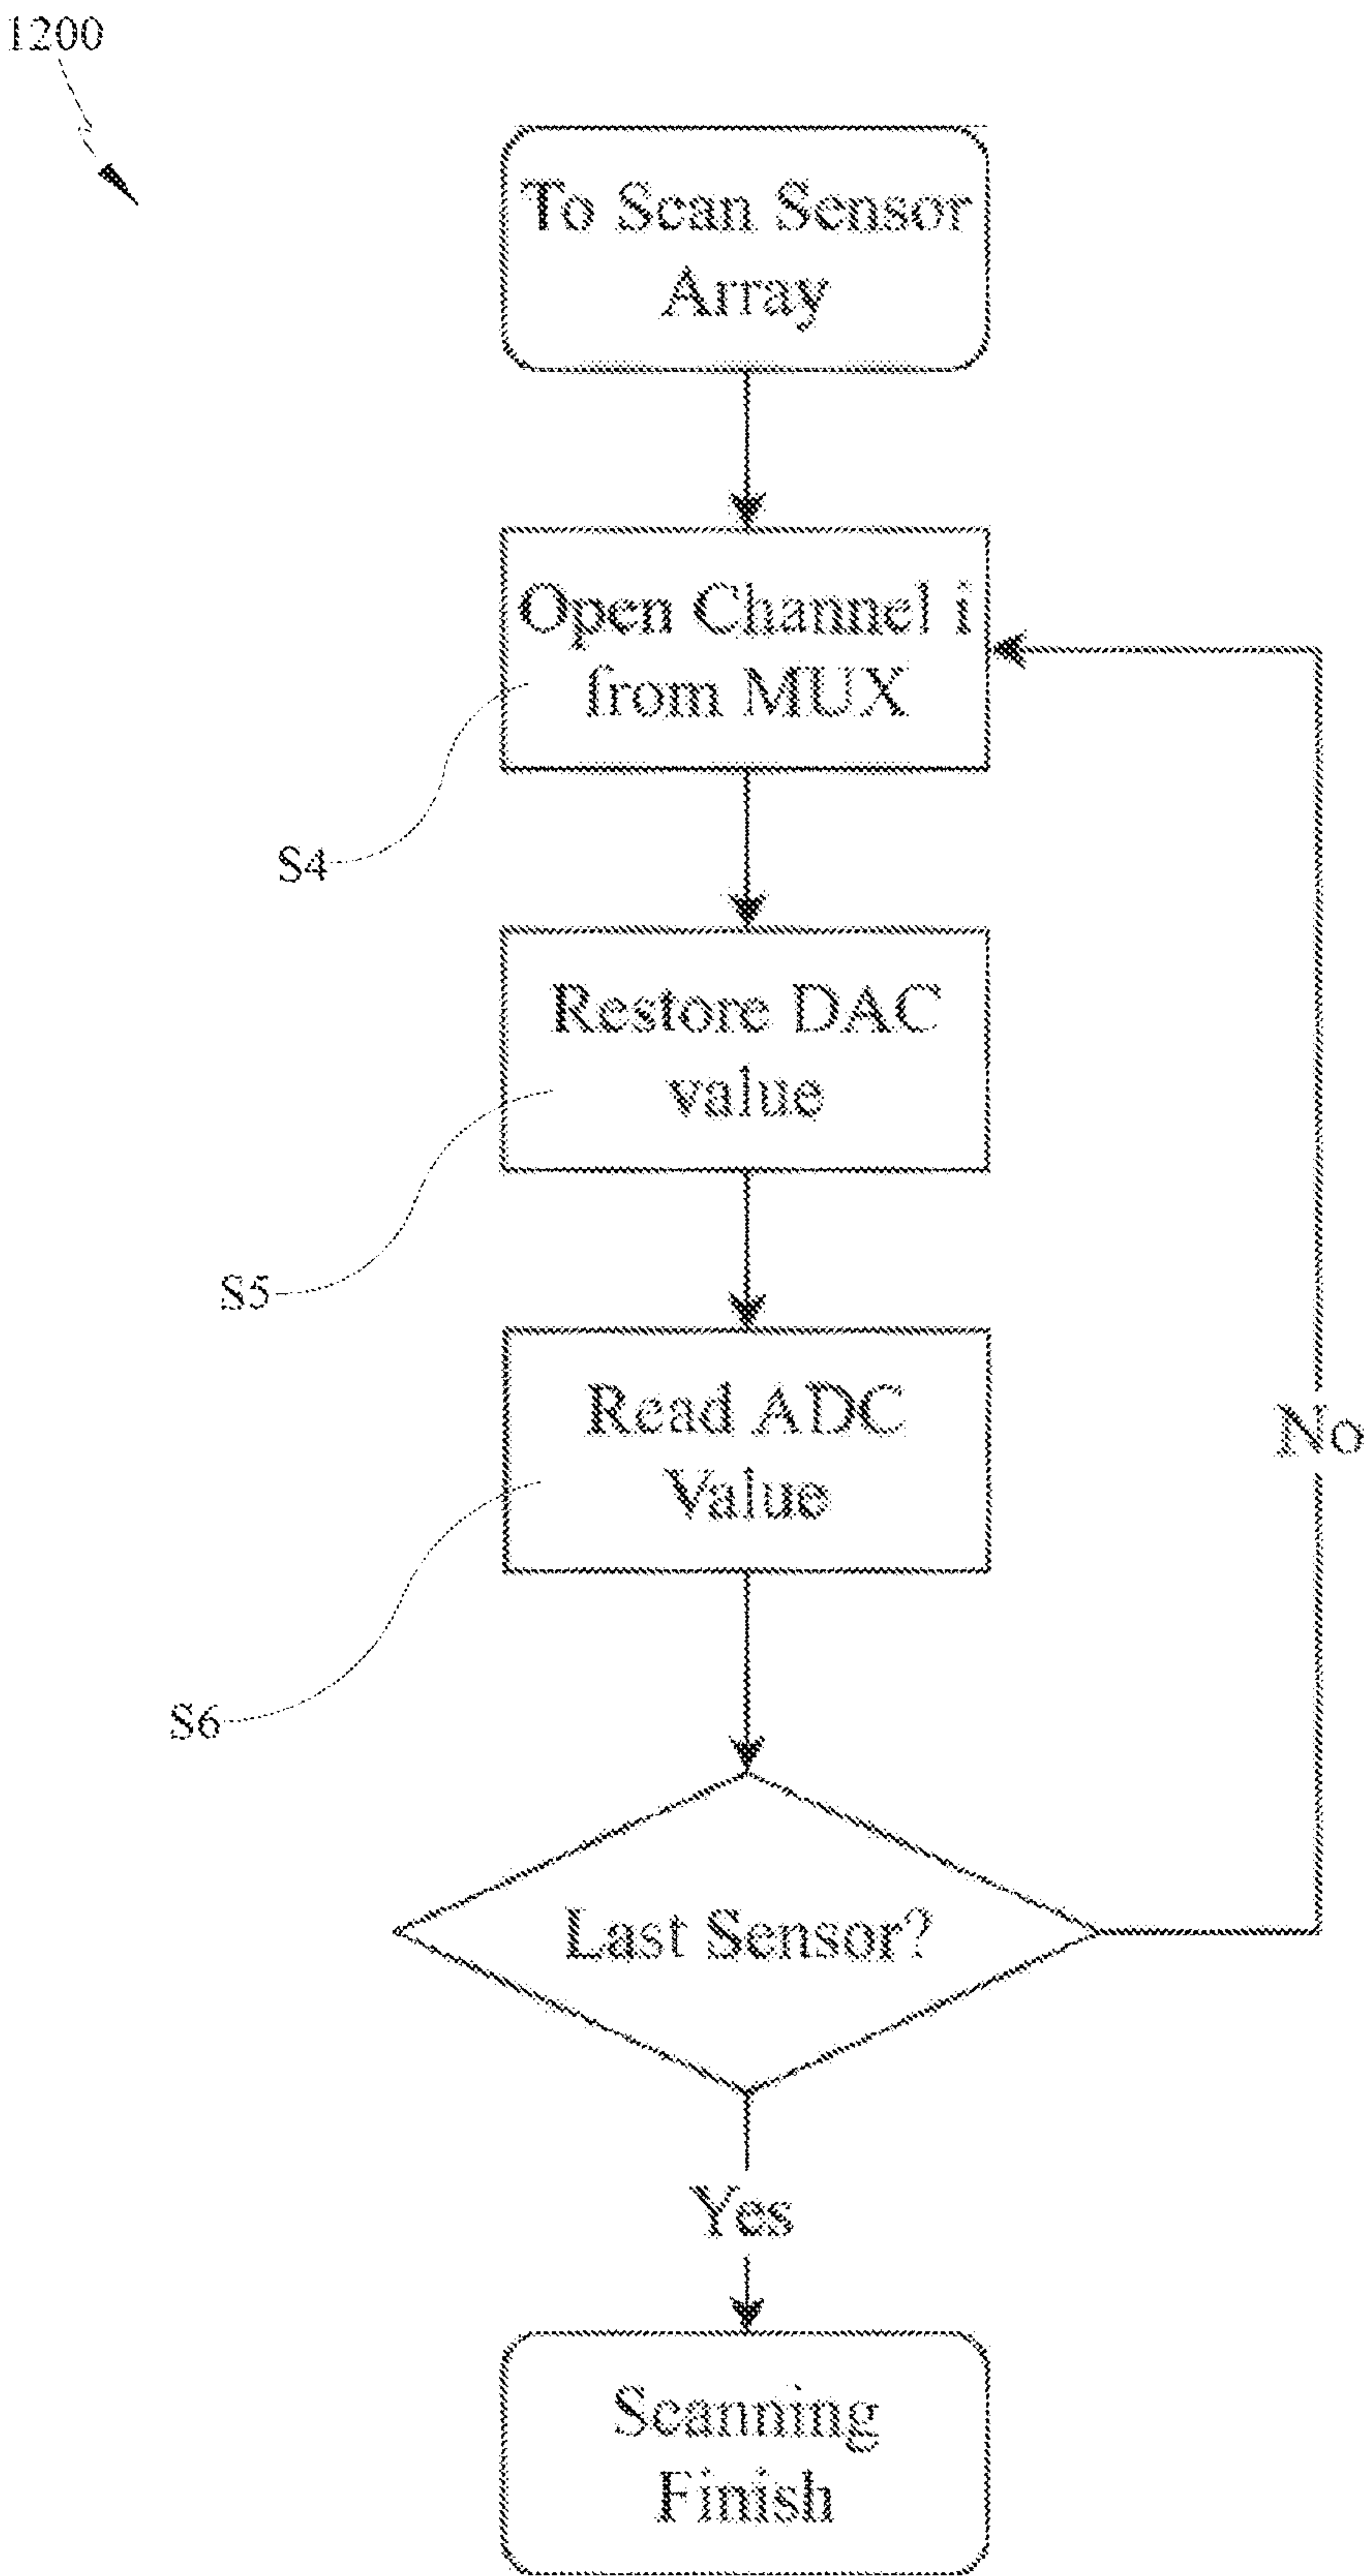 1200
To Scan Sensor
Array
Open Channel i
from MUX
S4
Restore DAC
value
S5
Read ADC
Value
No
S6
Last Sensor?
Yes
Scanning
Finish